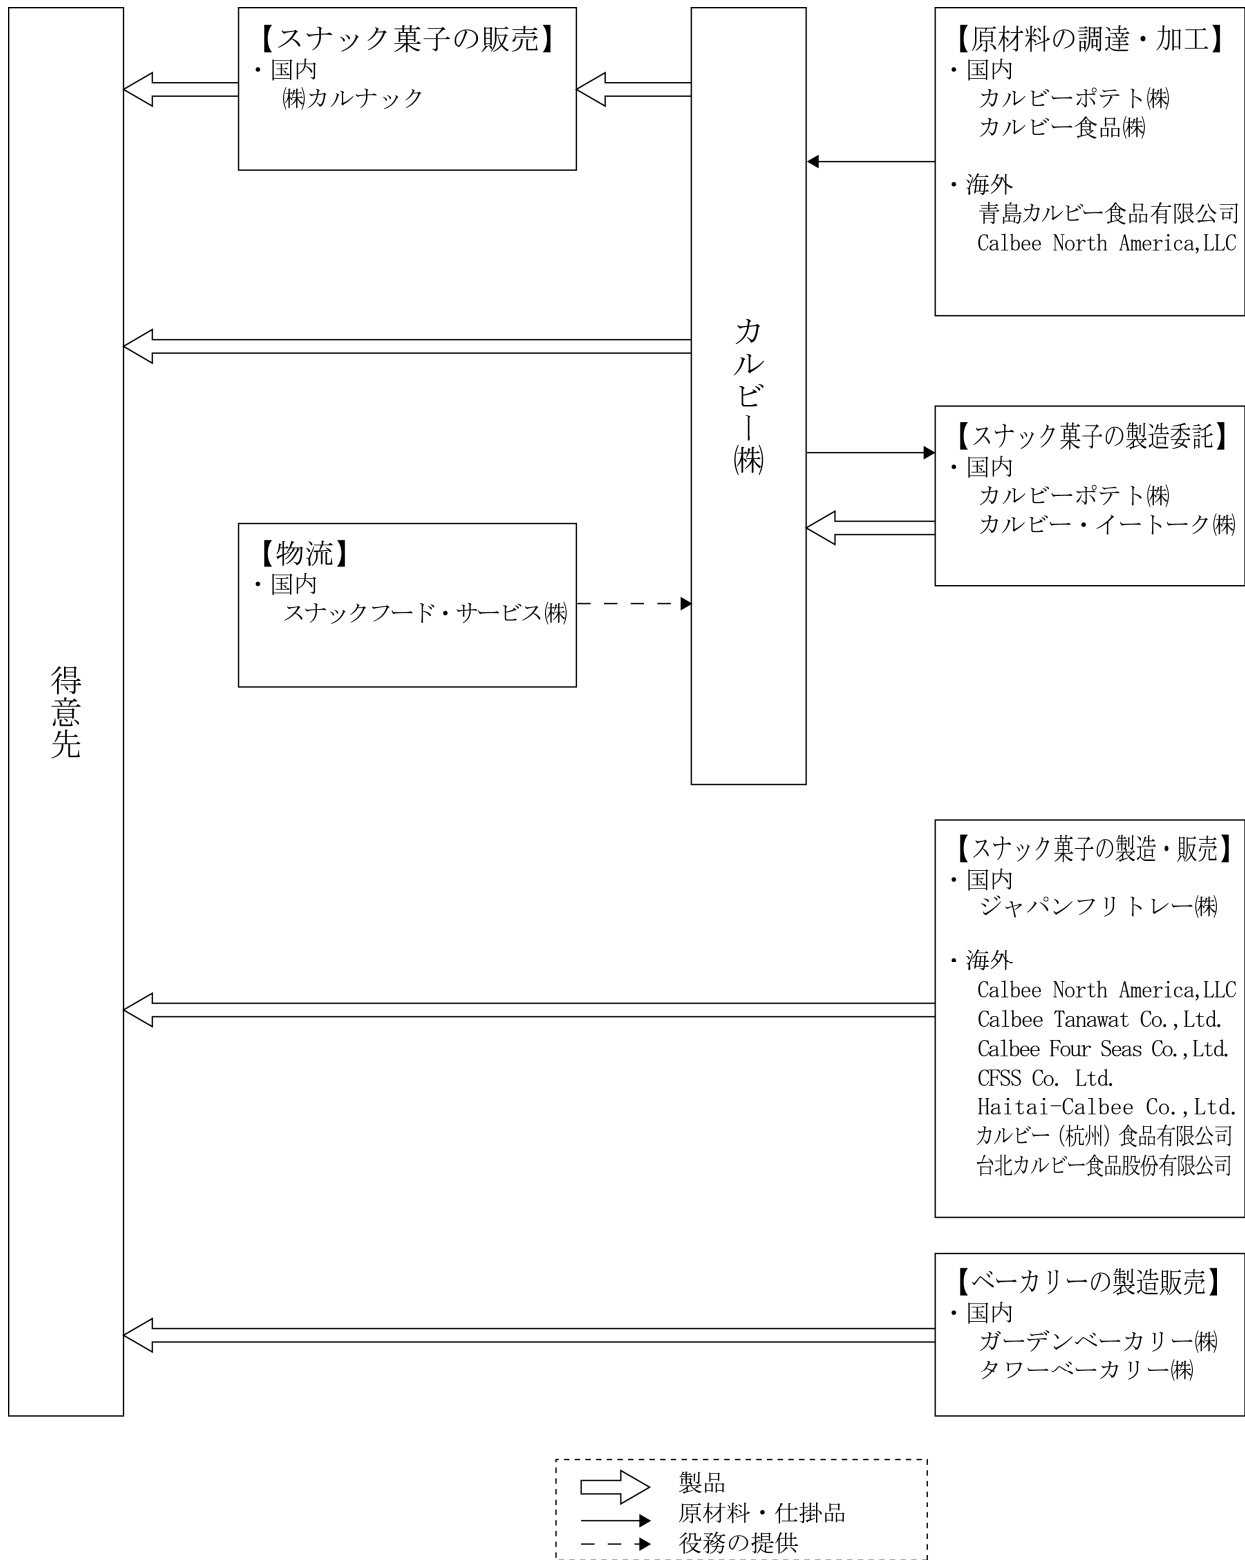 【スナック菓子の販売】
・国内
㈱カルナック
【原材料の調達・加工】
・国内
カルビーポテト㈱
カルビー食品㈱
・海外
青島カルビー食品有限公司
Calbee North America,LLC
カルビー㈱
【スナック菓子の製造委託】
・国内
カルビーポテト㈱
カルビー・イートーク㈱
【物流】
・国内
スナックフード・サービス㈱
得意先
【スナック菓子の製造・販売】
・国内
ジャパンフリトレー㈱
・海外
Calbee North America,LLC
Calbee Tanawat Co.,Ltd.
Calbee Four Seas Co.,Ltd.
CFSS Co. Ltd.
Haitai-Calbee Co.,Ltd.
カルビー(杭州)食品有限公司
台北カルビー食品股份有限公司
【ベーカリーの製造販売】
・国内
ガーデンベーカリー㈱
タワーベーカリー㈱
製品
原材料・仕掛品
役務の提供